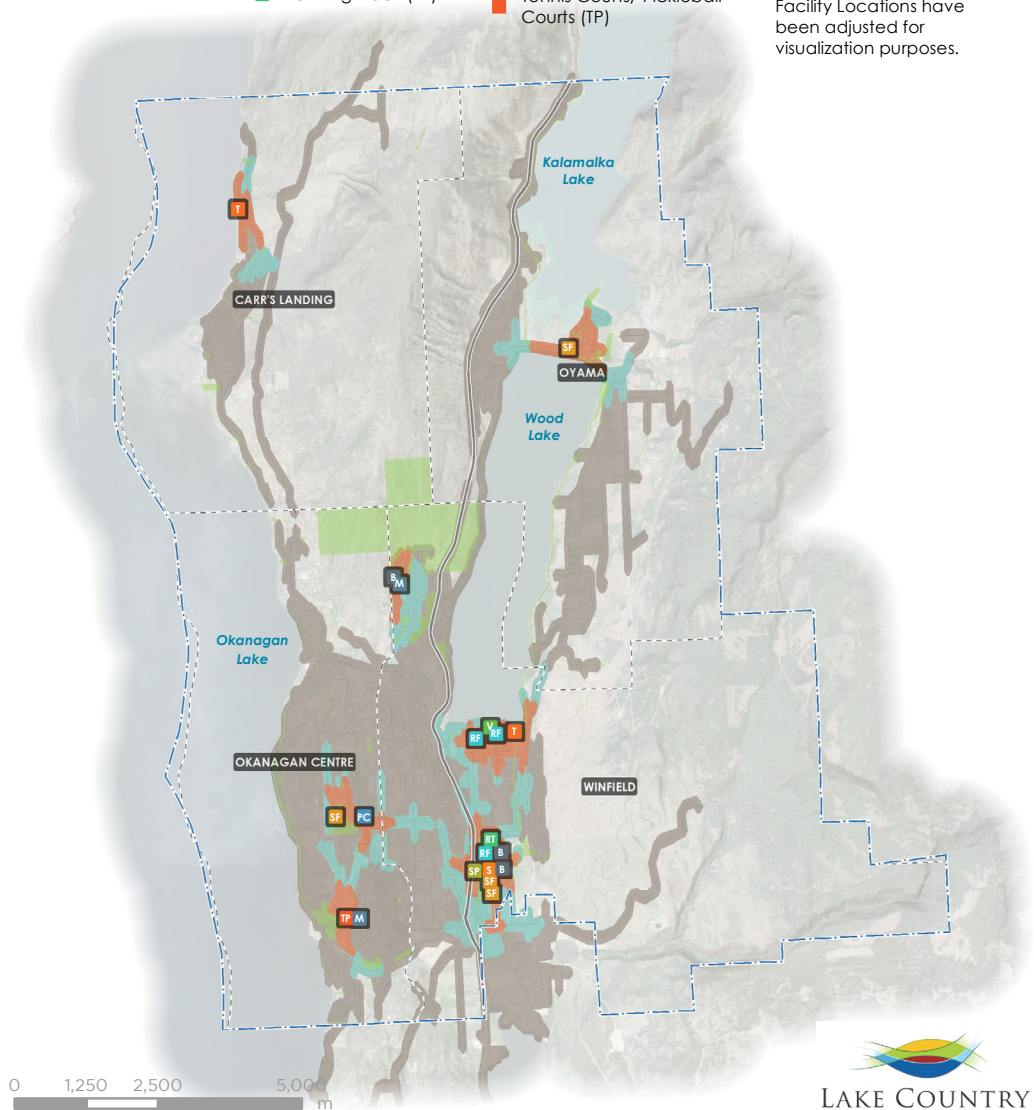 Tennis Courts/ Pickleball
Courts (TP)
Facility Locations have
been adjusted for
visualization purposes.
Kalamalka
Lake
T
CARR'S LANDING
SF
OYAMA
Wood
Lake
B
M
Okanagan
Lake
V
RF
RF
T
OKANAGAN CENTRE
WINFIELD
SF
PC
RT
RF
B
SP
S
B
SF
SF
TP
M
0
1,250
2,500
5,000
m
LAKE COUNTRY